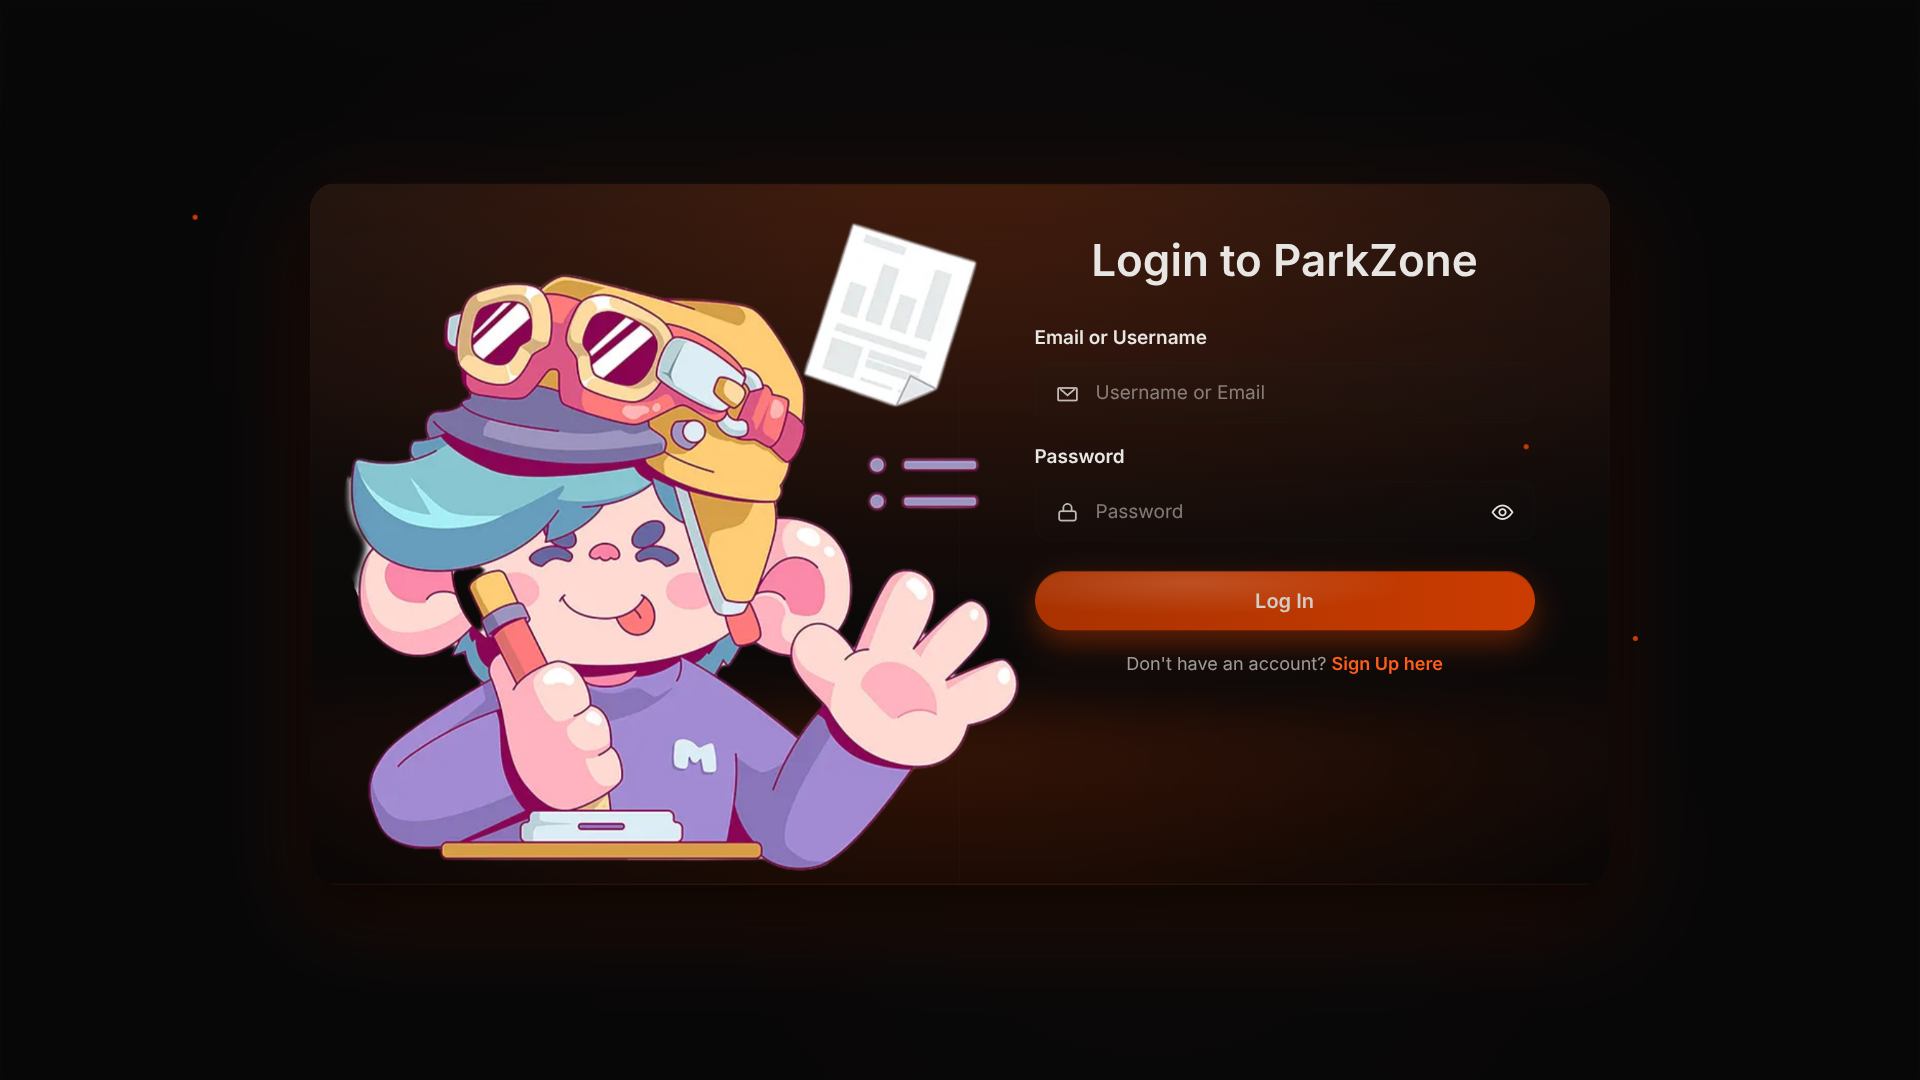 Login to ParkZone
Email or Username
Username or Email
Password
Password
Log In
Don't have an account? Sign Up here
M